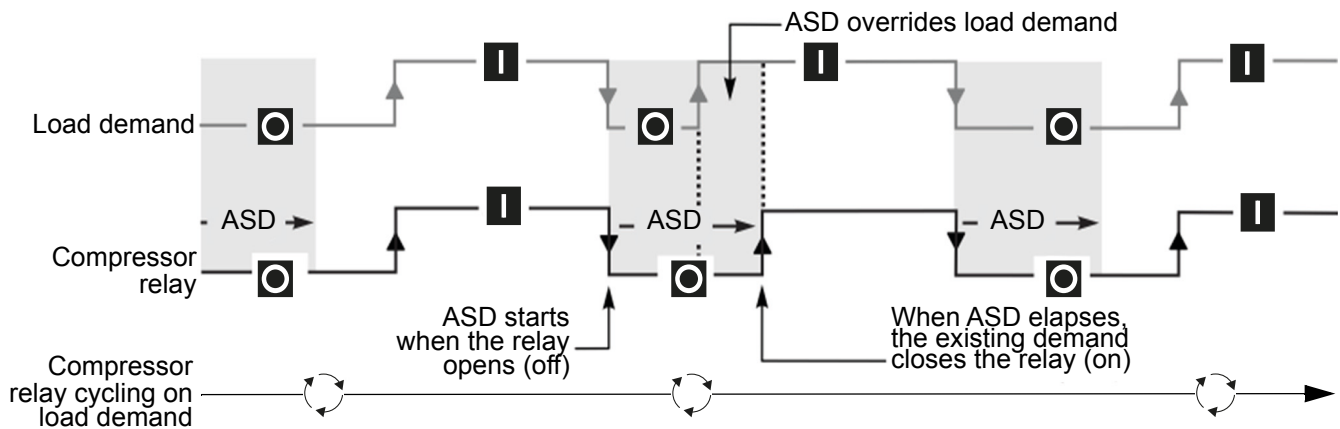 ASD overrides load demand
I
I
I
Load demand
ASD
ASD
ASD
I
I
Compressor
relay
ASD starts
when the relay
opens (off)
When ASD elapses,
the existing demand
closes the relay (on)
Compressor
relay cycling on
load demand